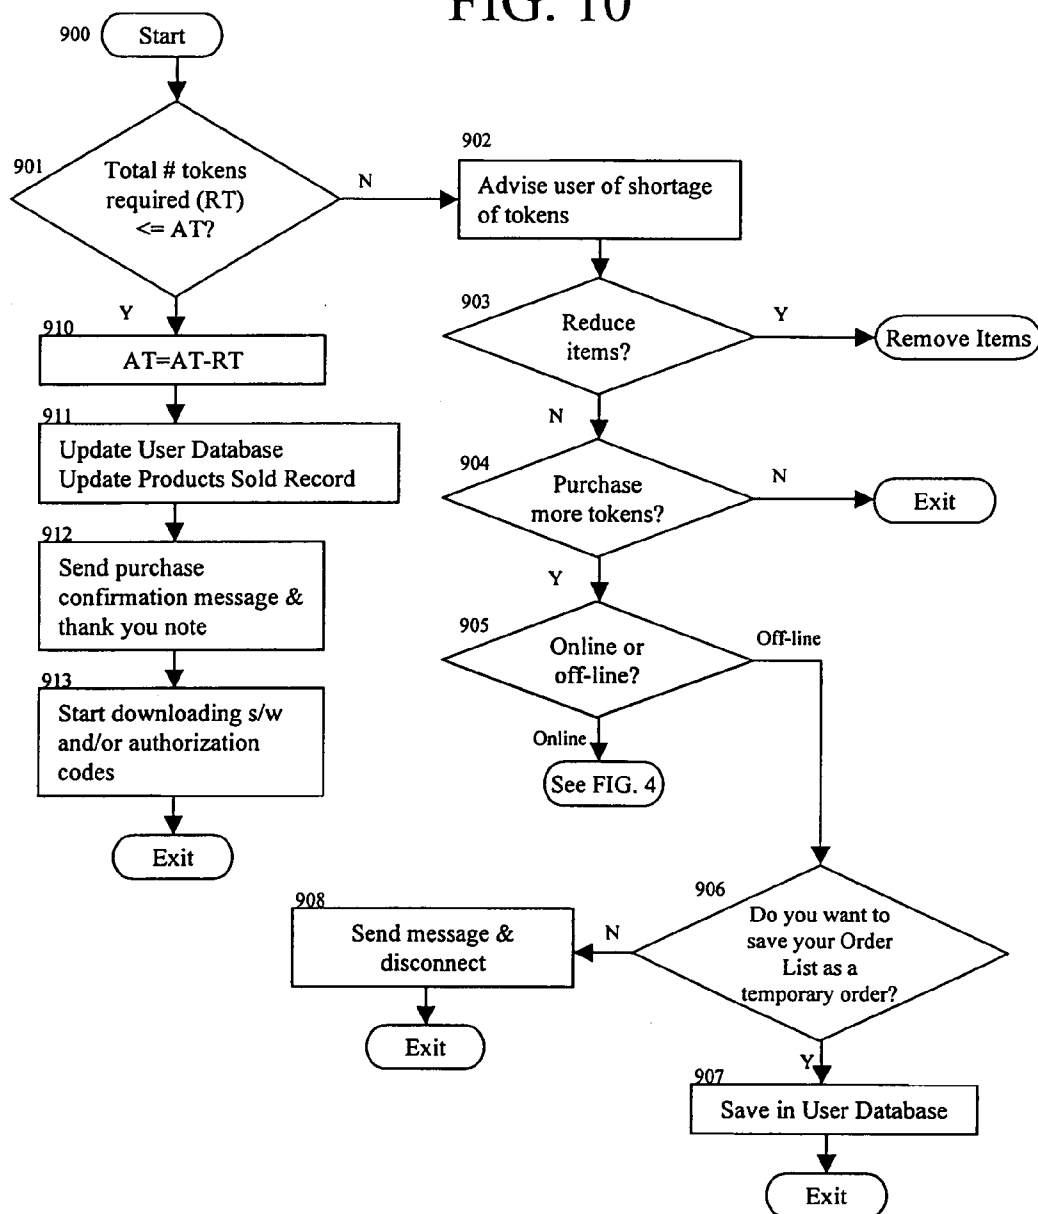 FIG. 10
900
Start
901
Total # tokens
required (RT)
<= AT?
N
902
Advise user of shortage
of tokens
Y
903
Reduce
items?
Y
Remove Items
910
AT=AT-RT
N
911
Update User Database
Update Products Sold Record
904
Purchase
more tokens?
N
Exit
912
Send purchase
confirmation message &
thank you note
Y
905
Online or
off-line?
Off-line
913
Start downloading s/w
and/or authorization
codes
Online
See FIG. 4
Exit
906
Do you want to
save your Order
List as a
temporary order?
N
908
Send message &
disconnect
Exit
Y
907
Save in User Database
Exit